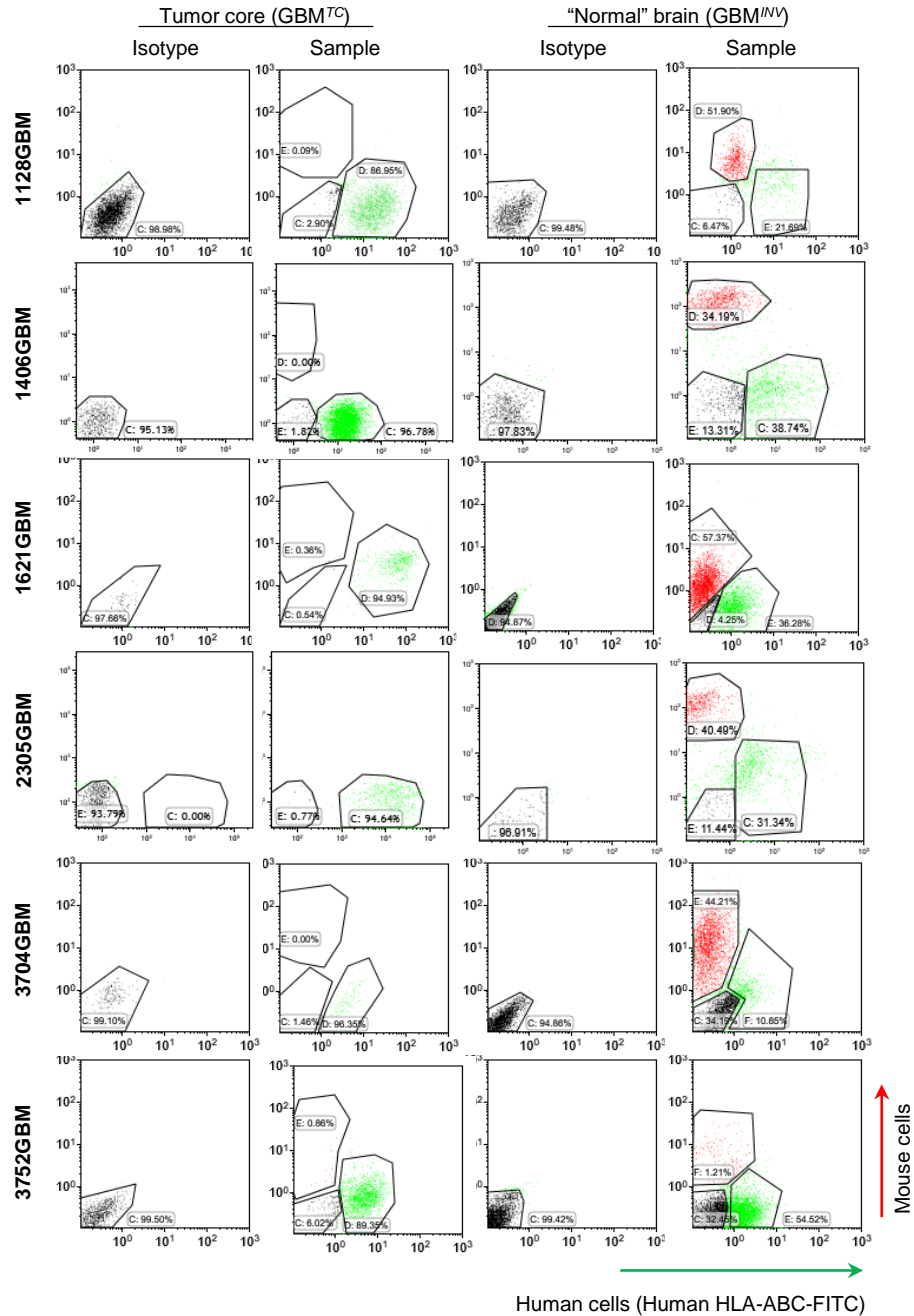 Tumor core (GBMTC) "Normal" brain (GBMINV)
Isotype Sample Isotype Sample
1128GBM
C: 98.98%
E: 0.09%
D: 86.95%
C: 2.90%
C: 99.48%
D: 51.90%
C: 6.47%
E: 21.69%
1406GBM
C: 95.13%
D: 0.00%
E: 1.82%
C: 96.78%
.: 97.83%
D: 34.19%
E: 13.31%
C: 38.74%
1621GBM
C: 97.66%
E: 0.36%
D: 94.93%
C: 0.54%
D: 94.87%
C: 57.37%
D: 4.25%
E: 36.28%
2305GBM
E: 93.79%
C: 0.00%
E: 0.77%
C: 94.64%
.: 96.91%
D: 40.49%
E: 11.44%
C: 31.34%
3704GBM
C: 99.10%
E: 0.00%
C: 1.46%
D: 96.35%
C: 94.86%
E: 44.21%
C: 34.19%
F: 10.85%
3752GBM
C: 99.50%
E: 0.86%
C: 6.02%
D: 89.35%
C: 99.42%
F: 1.21%
C: 32.45%
E: 54.52%
Mouse cells
Human cells (Human HLA-ABC-FITC)